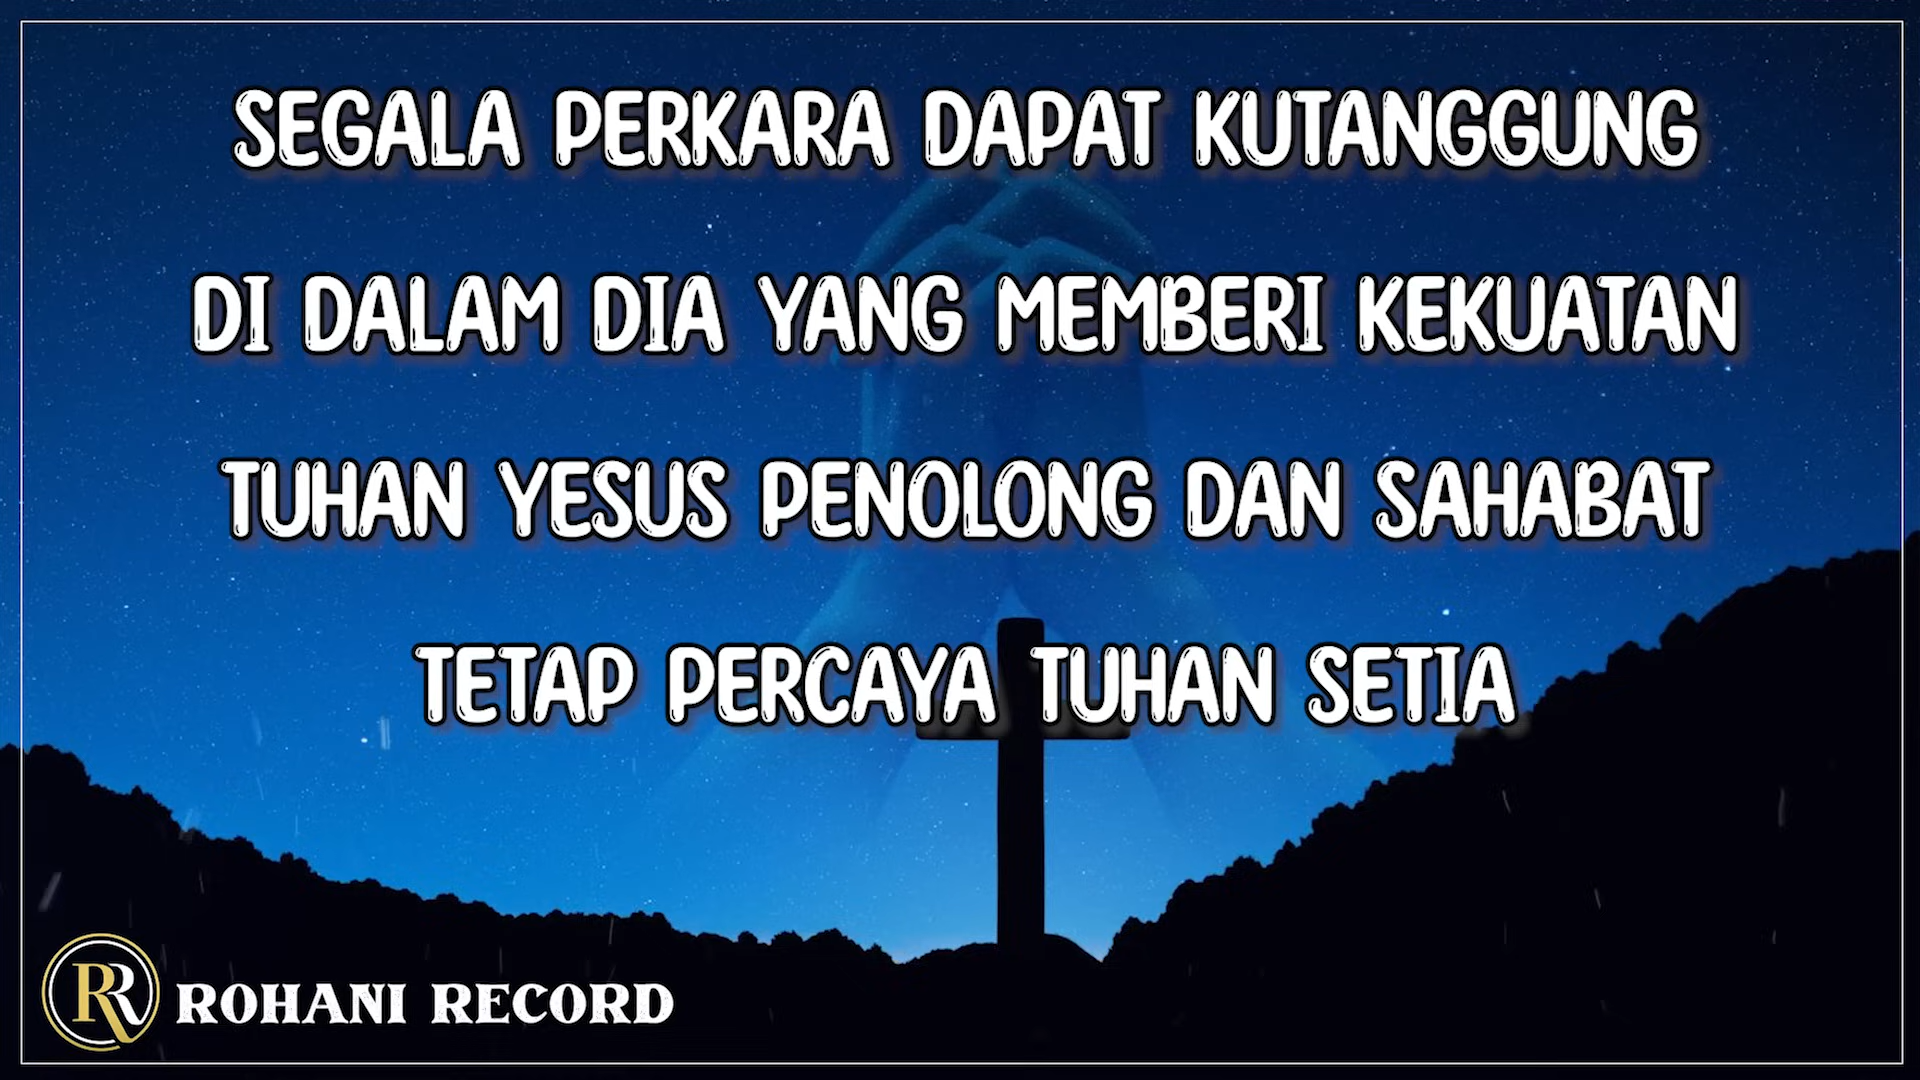 SEGALA PERKARA DAPAT KUTANGGUNG
DI DALAM DIA YANG MEMBERI KEKUATAN
TUHAN YESUS PENOLONG DAN SAHABAT
TETAP PERCAYA TUHAN SETIA
RR ROHANI RECORD